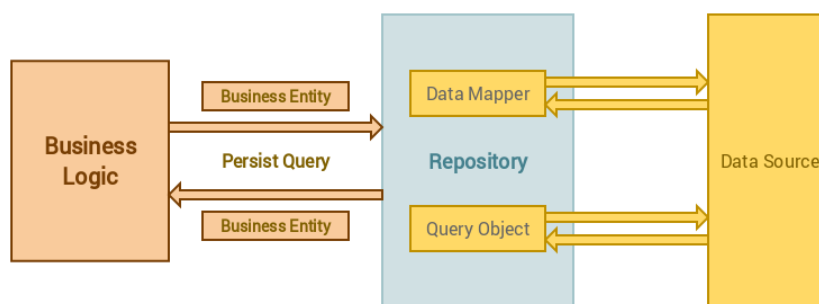 Business
Logic
Business Entity
Persist Query
Business Entity
Data Mapper
Repository
Query Object
Data Source